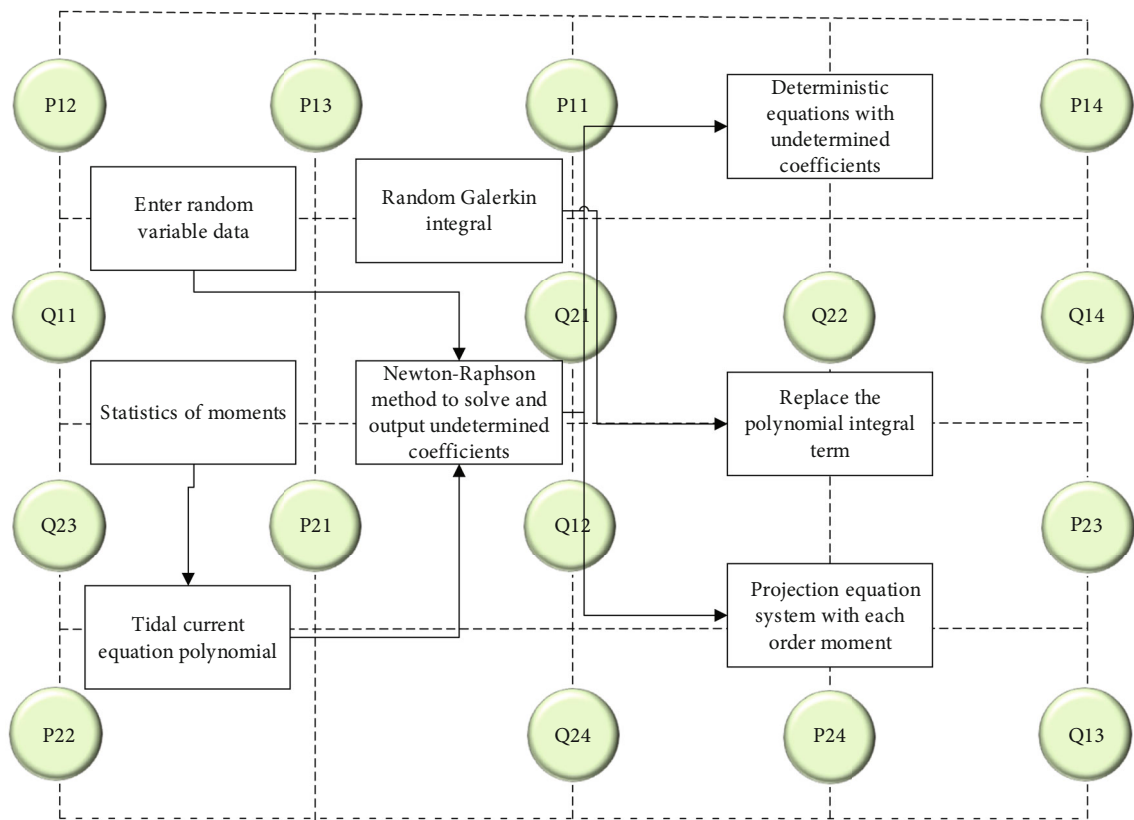 P12
P13
P11
P14
Deterministic
equations with
undetermined
coefficients
Enter random
variable data
Random Galerkin
integral
Q11
Q21
Q22
Q14
Statistics of moments
Newton-Raphson
method to solve and
output undetermined
coefficients
Replace the
polynomial integral
term
Q23
P21
Q12
P23
Tidal current
equation polynomial
Projection equation
system with each
order moment
P22
Q24
P24
Q13